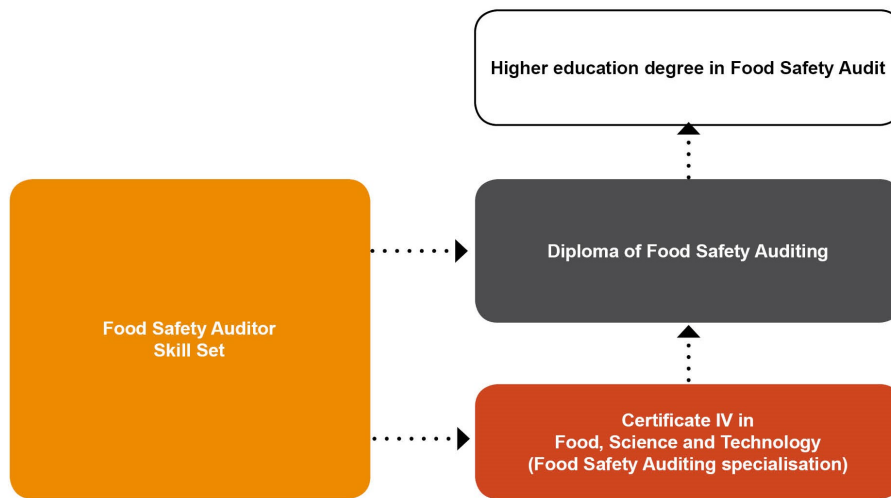 Higher education degree in Food Safety Audit
Diploma of Food Safety Auditing
Food Safety Auditor
Skill Set
Certificate IV in
Food, Science and Technology
(Food Safety Auditing specialisation)